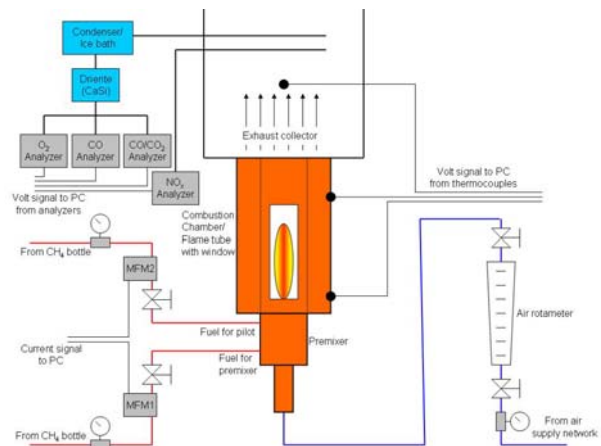 Condenser/
Ice bath
Drierite
(CaSi)
O2
Analyzer
CO
Analyzer
CO/CO2
Analyzer
NOx
Analyzer
Volt signal to PC
from analyzers
Exhaust collector
Volt signal to PC
from thermocouples
Combustion
Chamber/
Flame tube
with window
From CH4 bottle
MFM2
Fuel for pilot
Premixer
Fuel for
premixer
Current signal
to PC
MFM1
From CH4 bottle
Air rotameter
From air
supply network